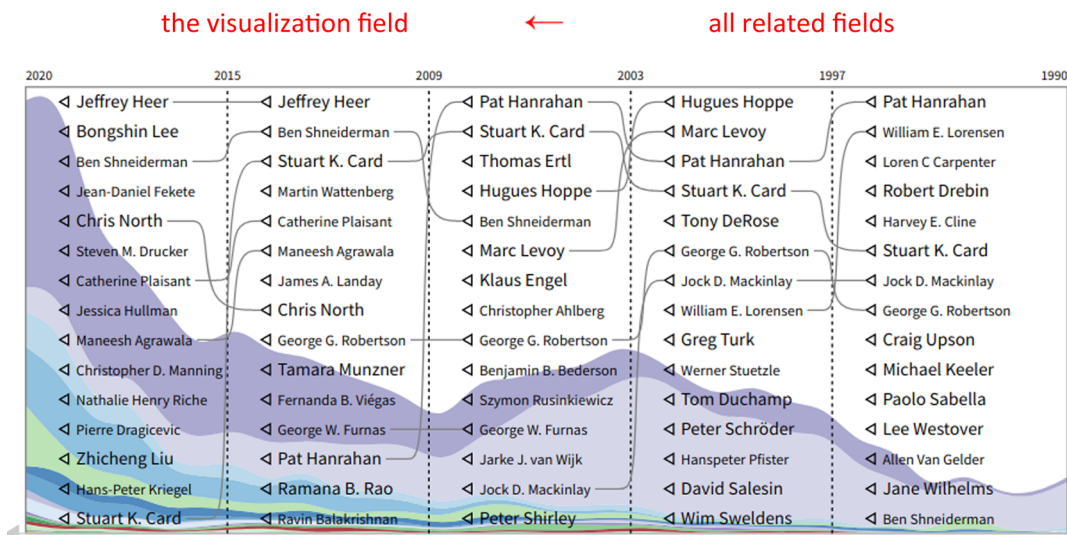 the visualization field ← all related fields
2020 2015 2009 2003 1997 1990
Jeffrey Heer Jeffrey Heer Pat Hanrahan Hugues Hoppe Pat Hanrahan
Bongshin Lee Ben Shneiderman Stuart K. Card Marc Levoy William E. Lorensen
Ben Shneiderman Stuart K. Card Thomas Ertl Pat Hanrahan Loren C Carpenter
Jean-Daniel Fekete Martin Wattenberg Hugues Hoppe Stuart K. Card Robert Drebin
Chris North Catherine Plaisant Ben Shneiderman Tony DeRose Harvey E. Cline
Steven M. Drucker Maneesh Agrawala Marc Levoy George G. Robertson Stuart K. Card
Catherine Plaisant James A. Landay Klaus Engel Jock D. Mackinlay Jock D. Mackinlay
Jessica Hullman Chris North Christopher Ahlberg William E. Lorensen George G. Robertson
Maneesh Agrawala George G. Robertson George G. Robertson Greg Turk Craig Upson
Christopher D. Manning Tamara Munzner Benjamin B. Bederson Werner Stuetzle Michael Keeler
Nathalie Henry Riche Fernanda B. Viégas Szymon Rusinkiewicz Tom Duchamp Paolo Sabella
Pierre Dragicevic George W. Furnas George W. Furnas Peter Schröder Lee Westover
Zhicheng Liu Pat Hanrahan Jarke J. van Wijk Hanspeter Pfister Allen Van Gelder
Hans-Peter Kriegel Ramana B. Rao Jock D. Mackinlay David Salesin Jane Wilhelms
Stuart K. Card Ravin Balakrishnan Peter Shirley Wim Sweldens Ben Shneiderman